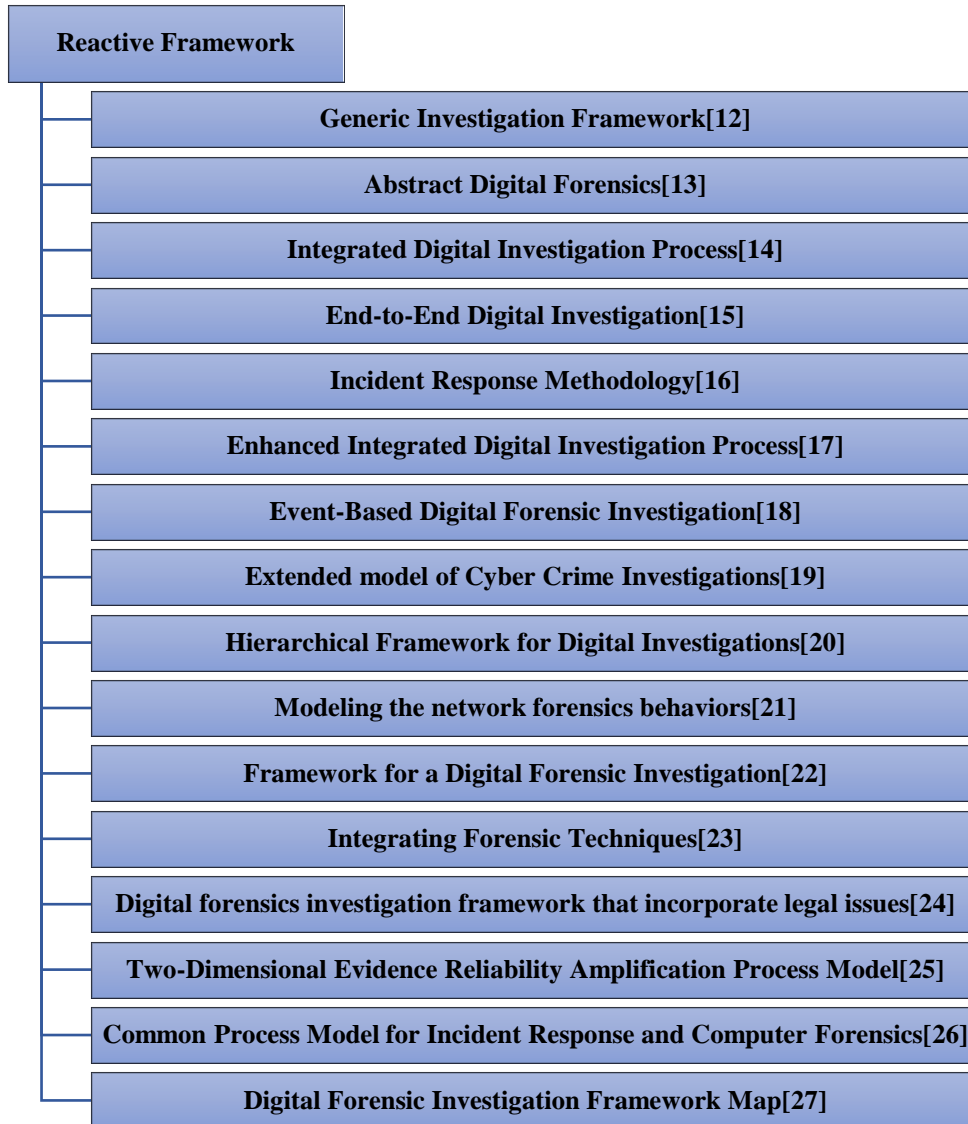 Reactive Framework
Generic Investigation Framework[12]
Abstract Digital Forensics[13]
Integrated Digital Investigation Process[14]
End-to-End Digital Investigation[15]
Incident Response Methodology[16]
Enhanced Integrated Digital Investigation Process[17]
Event-Based Digital Forensic Investigation[18]
Extended model of Cyber Crime Investigations[19]
Hierarchical Framework for Digital Investigations[20]
Modeling the network forensics behaviors[21]
Framework for a Digital Forensic Investigation[22]
Integrating Forensic Techniques[23]
Digital forensics investigation framework that incorporate legal issues[24]
Two-Dimensional Evidence Reliability Amplification Process Model[25]
Common Process Model for Incident Response and Computer Forensics[26]
Digital Forensic Investigation Framework Map[27]